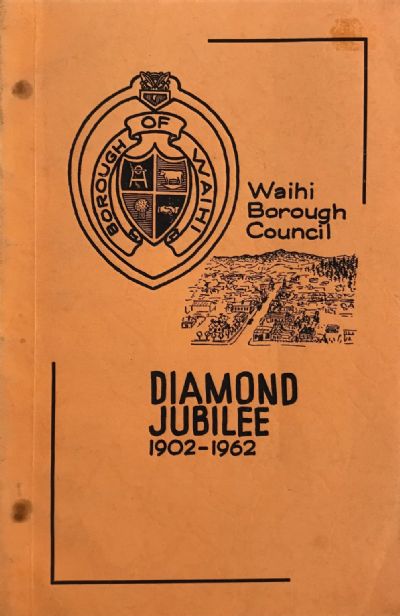 BOROUGH OF WAIHI
Waihi
Borough
Council
DIAMOND
JUBILEE
1902-1962